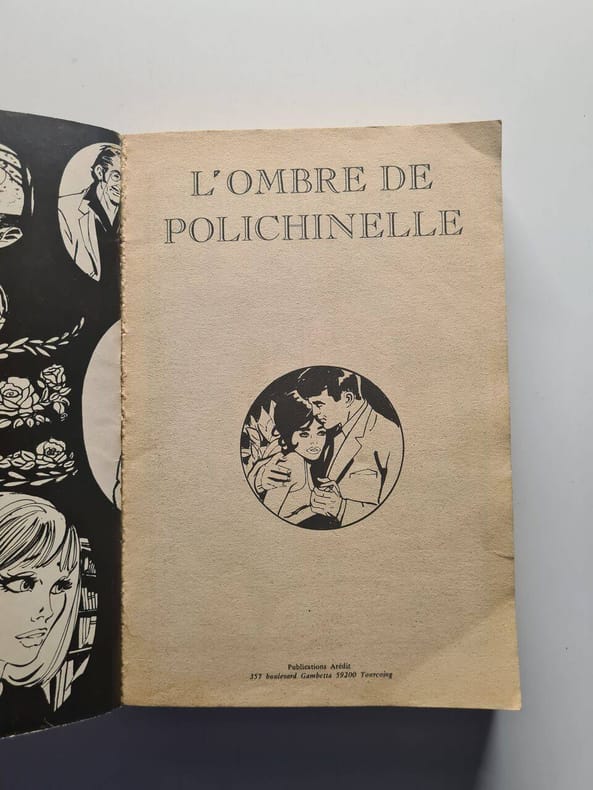 L'OMBRE DE
POLICHINELLE
Publications Arédit
357 boulevard Gambetta 59200 Tourcoing